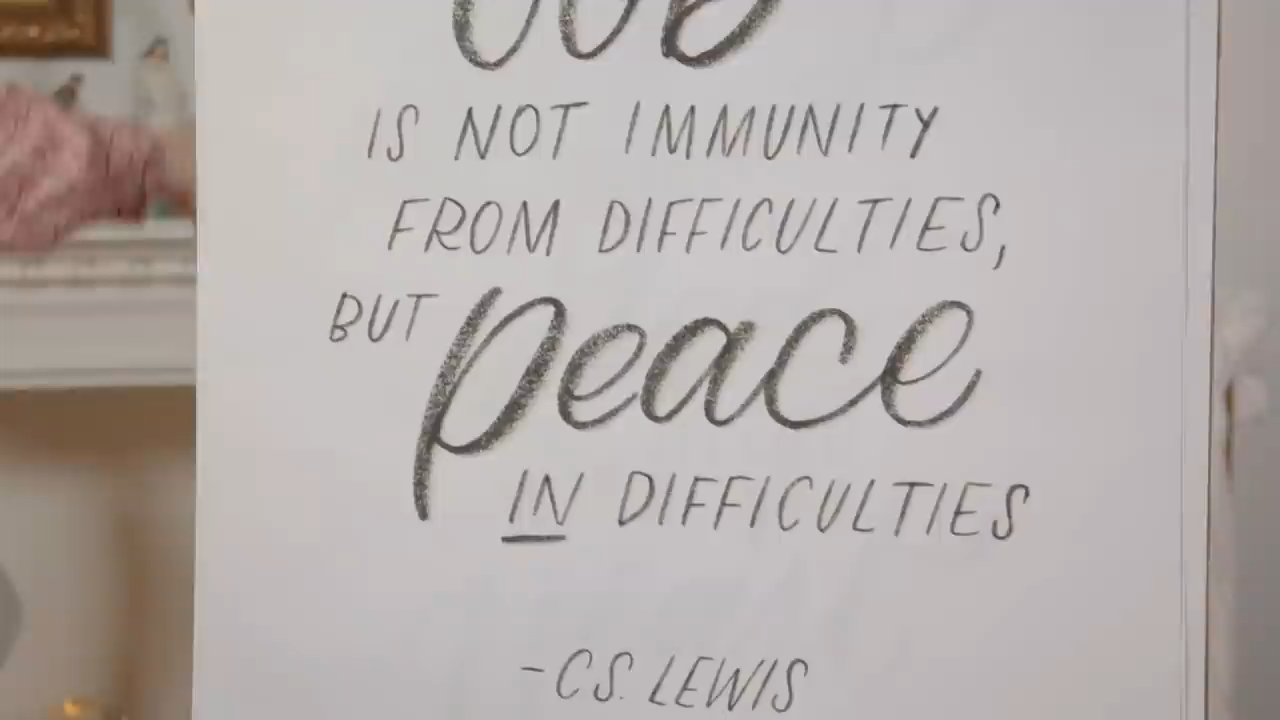 IS NOT IMMUNITY
FROM DIFFICULTIES,
BUT peace
IN DIFFICULTIES
-C.S. LEWIS